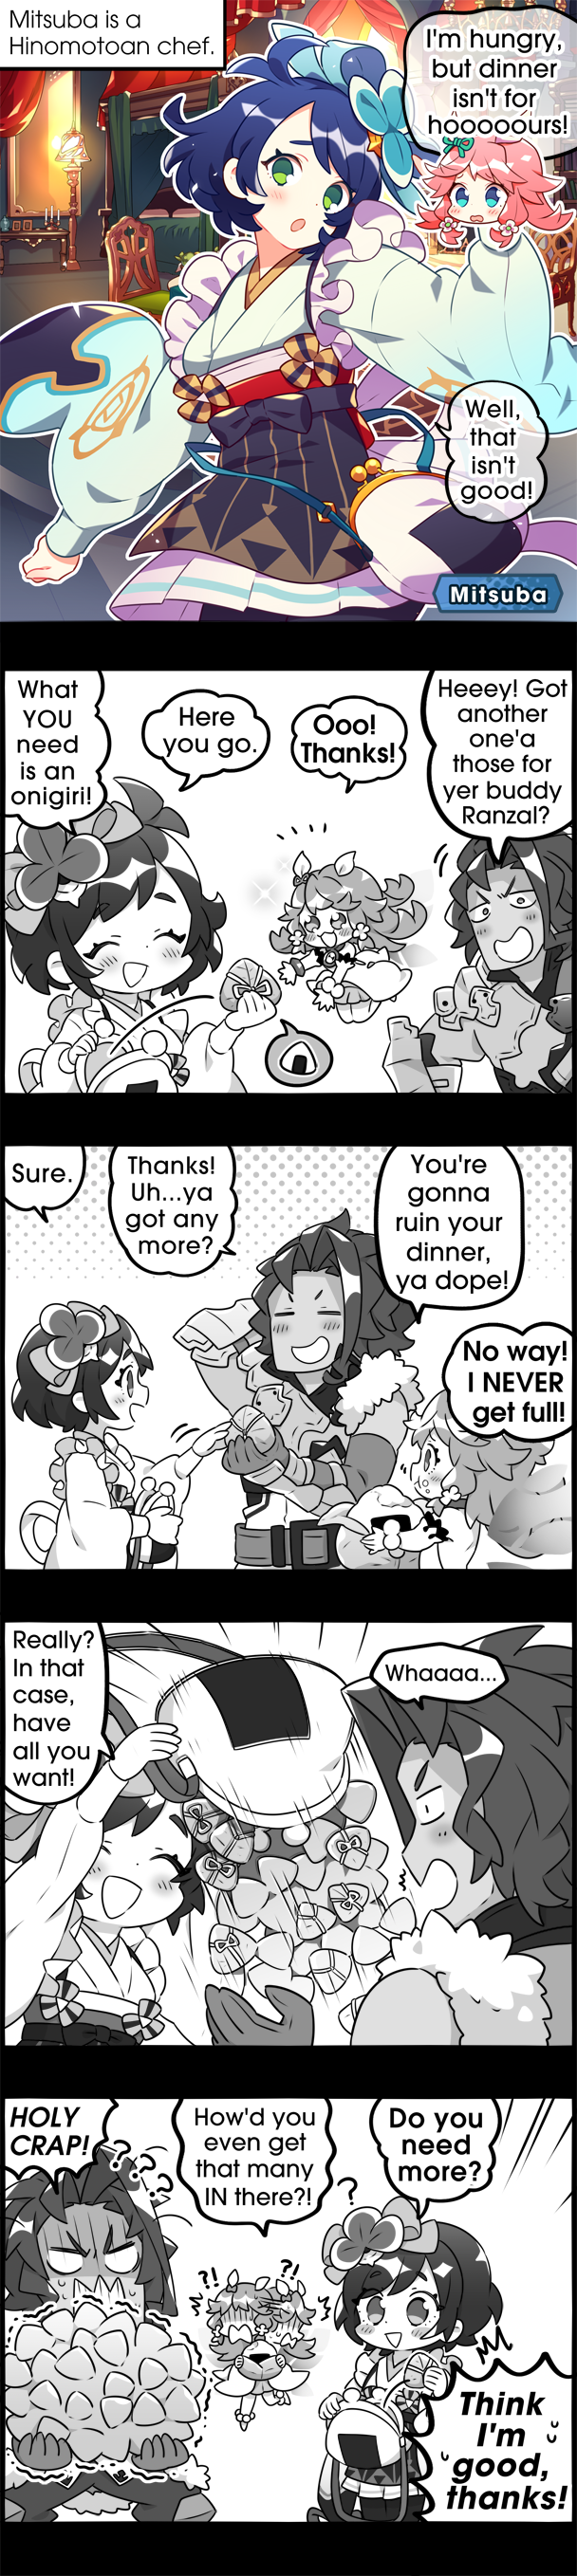 Mitsuba is a
Hinomotoan chef.
I'm hungry,
but dinner
isn't for
hooooours!
Well,
that
isn't
good!
Mitsuba
What
YOU
need
is an
onigiri!
Here
you go.
Ooo!
Thanks!
Heeey! Got
another
one'a
those for
yer buddy
Ranzal?
Sure.
Thanks!
Uh...ya
got any
more?
You're
gonna
ruin your
dinner,
ya dope!
No way!
I NEVER
get full!
Really?
In that
case,
have
all you
want!
Whaaaa...
HOLY
CRAP!
????
How'd you
even get
that many
IN there?!
?!
?!
?
Do you
need
more?
Think
I'm
good,
thanks!